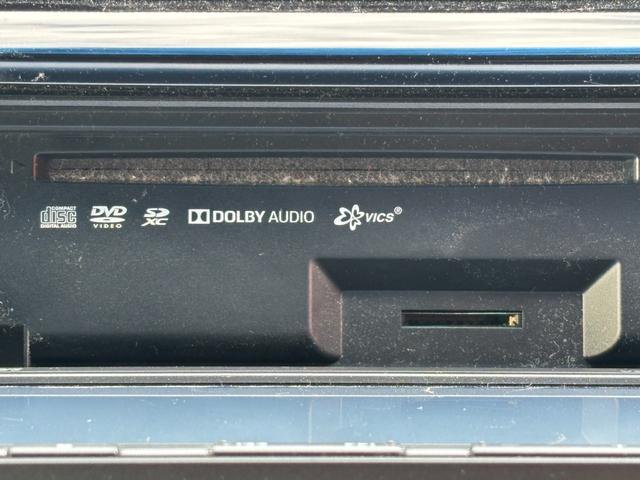 COMPACT
disc
DIGITAL AUDIO
DVD
VIDEO
SD
XC
DOLBY AUDIO
VICS®